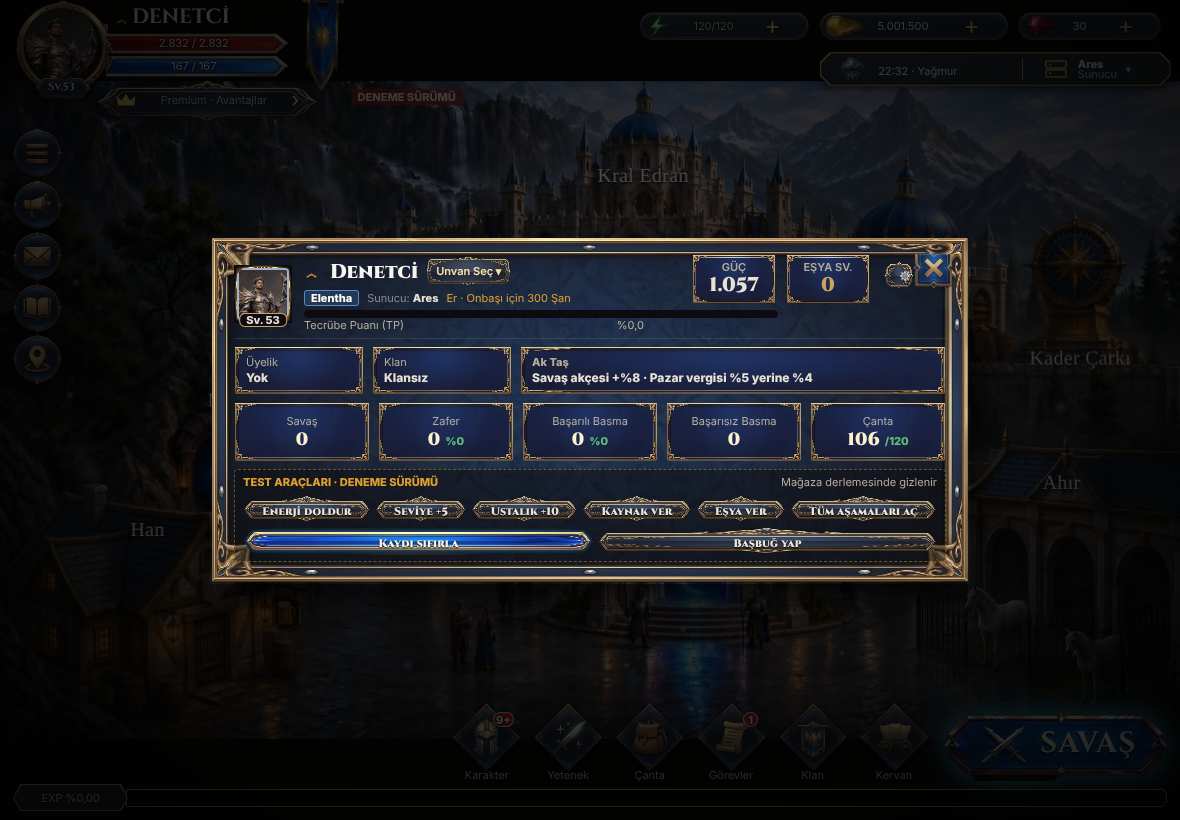 DENETCİ
2.832 / 2.832
167 / 167
Sv.53
Premium · Avantajlar
DENEME SÜRÜMÜ
120/120
+
5.001.500
+
30
+
22:32 · Yağmur
Ares
Sunucu
Kral Edran
Kader Çarkı
Ahır
Han
DENETCİ
Unvan Seç ▾
Elentha
Sunucu: Ares
Er · Onbaşı için 300 Şan
Sv. 53
Tecrübe Puanı (TP)
%0,0
GÜÇ
1.057
EŞYA SV.
0
Üyelik
Yok
Klan
Klansız
Ak Taş
Savaş akçesi +%8 · Pazar vergisi %5 yerine %4
Savaş
0
Zafer
0 %0
Başarılı Basma
0 %0
Başarısız Basma
0
Çanta
106 /120
TEST ARAÇLARI · DENEME SÜRÜMÜ
Mağaza derlemesinde gizlenir
ENERJİ DOLDUR
SEVİYE +5
USTALIK +10
KAYNAK VER
EŞYA VER
TÜM AŞAMALARI AÇ
KAYDI SIFIRLA
BAŞBUĞ YAP
9+
1
Karakter
Yetenek
Çanta
Görevler
Klan
Kervan
SAVAŞ
EXP %0,00